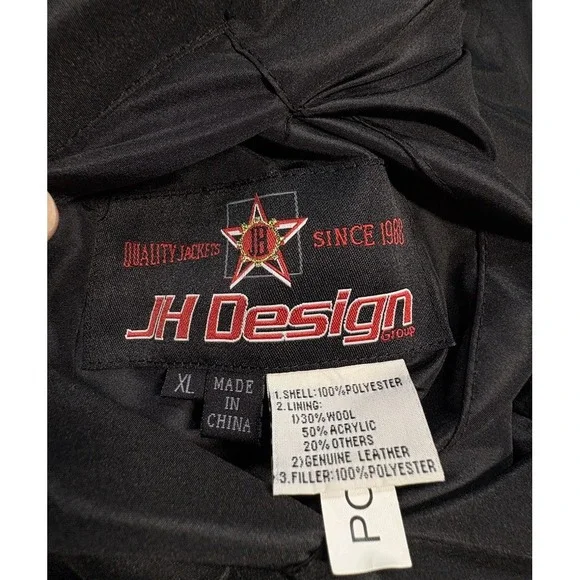 QUALITY JACKETS
JH
SINCE 1988
JH Design
GROUP
XL
MADE
IN
CHINA
1.SHELL:100%POLYESTER
2.LINING:
1)30%WOOL
50% ACRYLIC
20% OTHERS
2)GENUINE LEATHER
3.FILLER:100%POLYESTER
PO